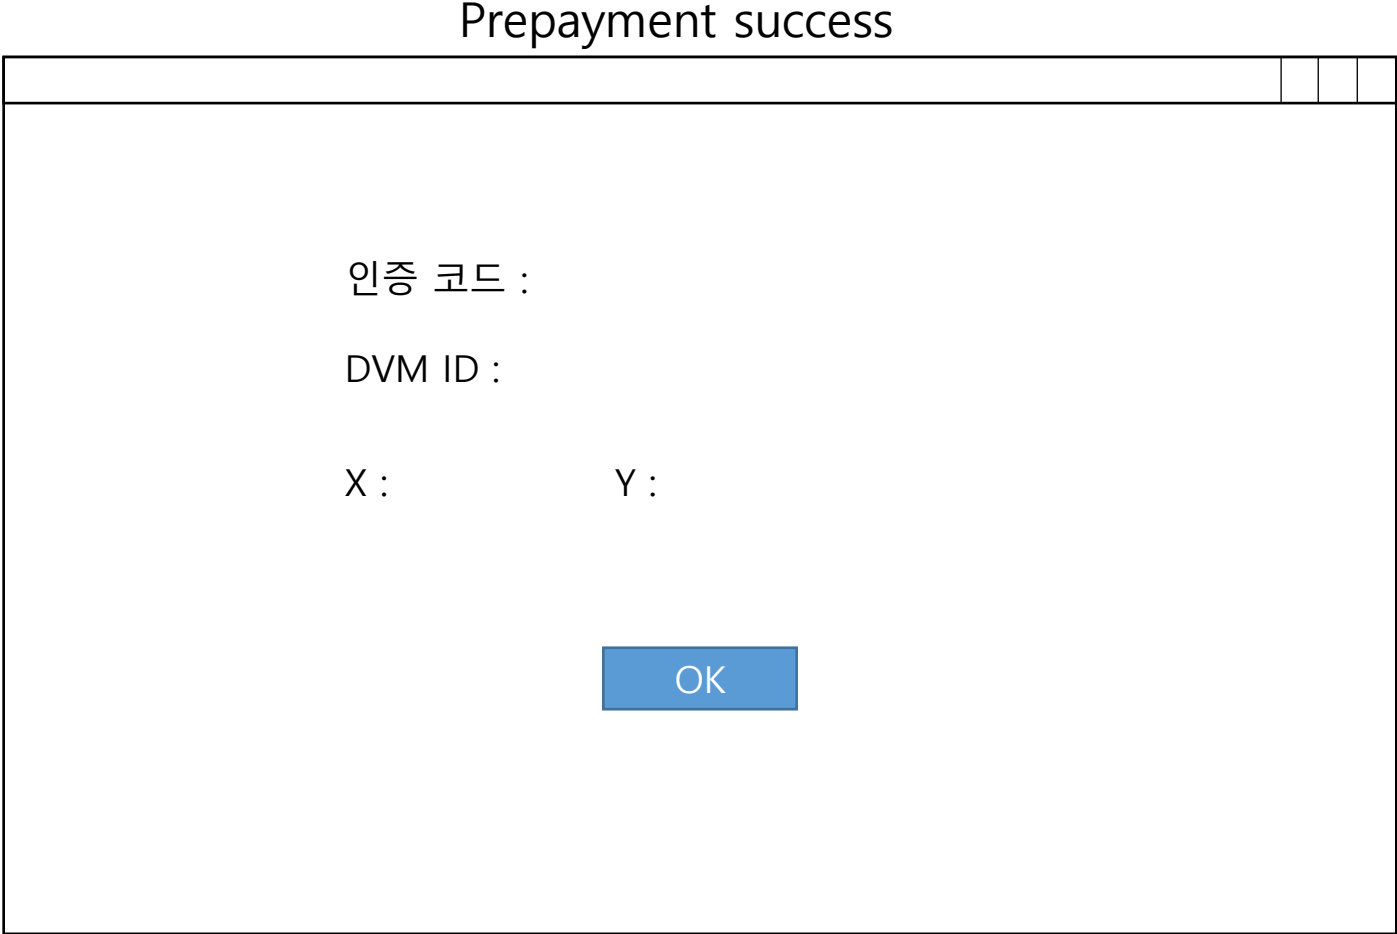 Prepayment success
인증 코드 :
DVM ID :
X : Y :
OK